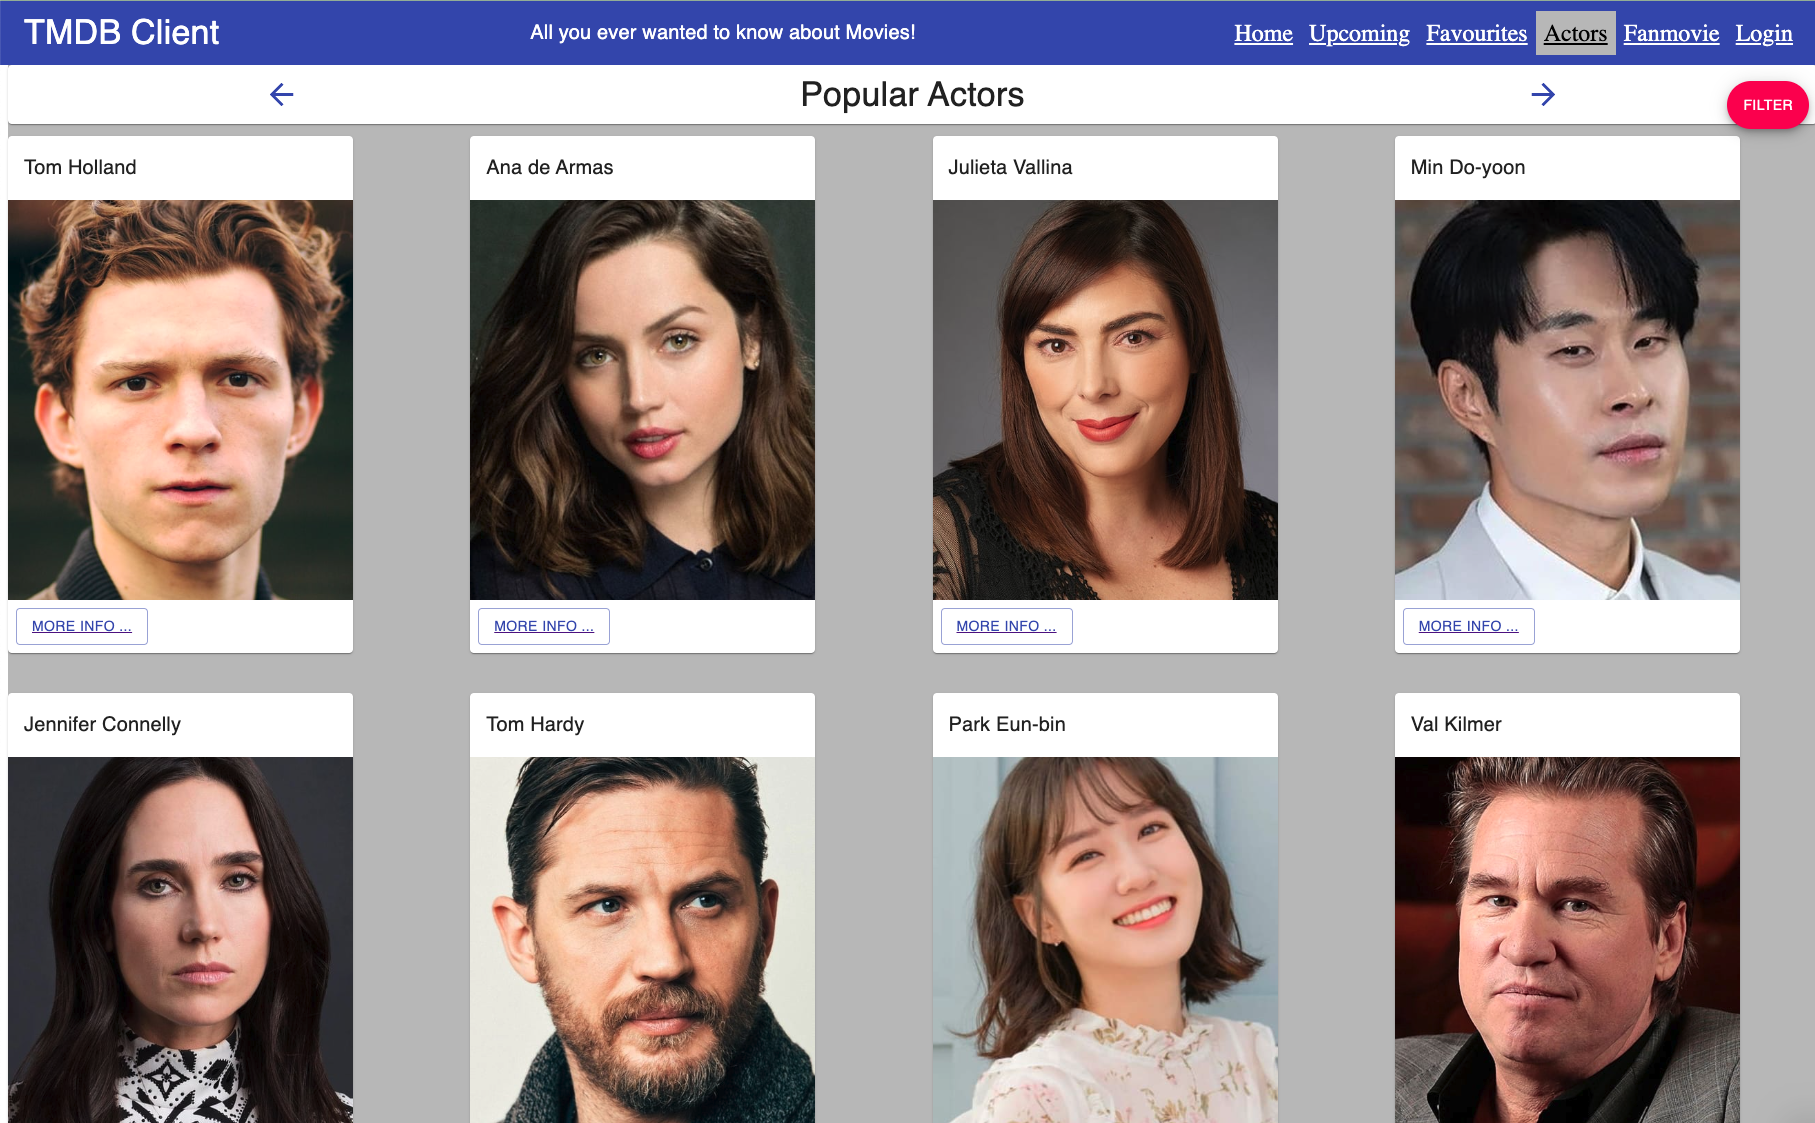 TMDB Client
All you ever wanted to know about Movies!
Home Upcoming Favourites Actors Fanmovie Login
Popular Actors
FILTER
Tom Holland
Ana de Armas
Julieta Vallina
Min Do-yoon
MORE INFO ...
MORE INFO ...
MORE INFO ...
MORE INFO ...
Jennifer Connelly
Tom Hardy
Park Eun-bin
Val Kilmer